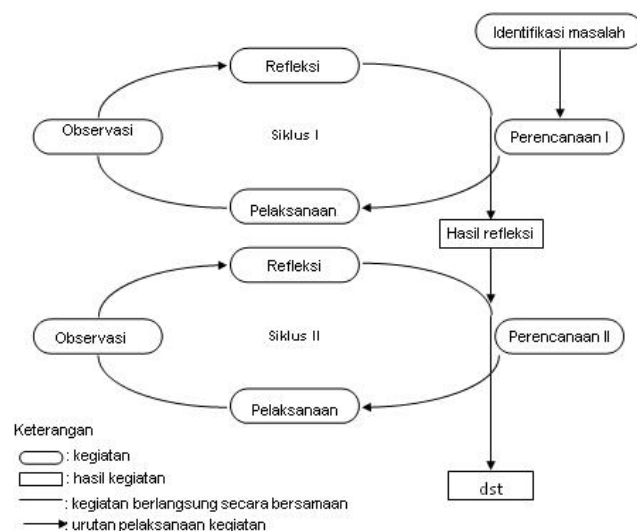 Identifikasi masalah
Refleksi
Observasi
Siklus I
Perencanaan I
Pelaksanaan
Hasil refleksi
Refleksi
Observasi
Siklus II
Perencanaan II
Pelaksanaan
Keterangan
: kegiatan
: hasil kegiatan
: kegiatan berlangsung secara bersamaan
: urutan pelaksanaan kegiatan
dst